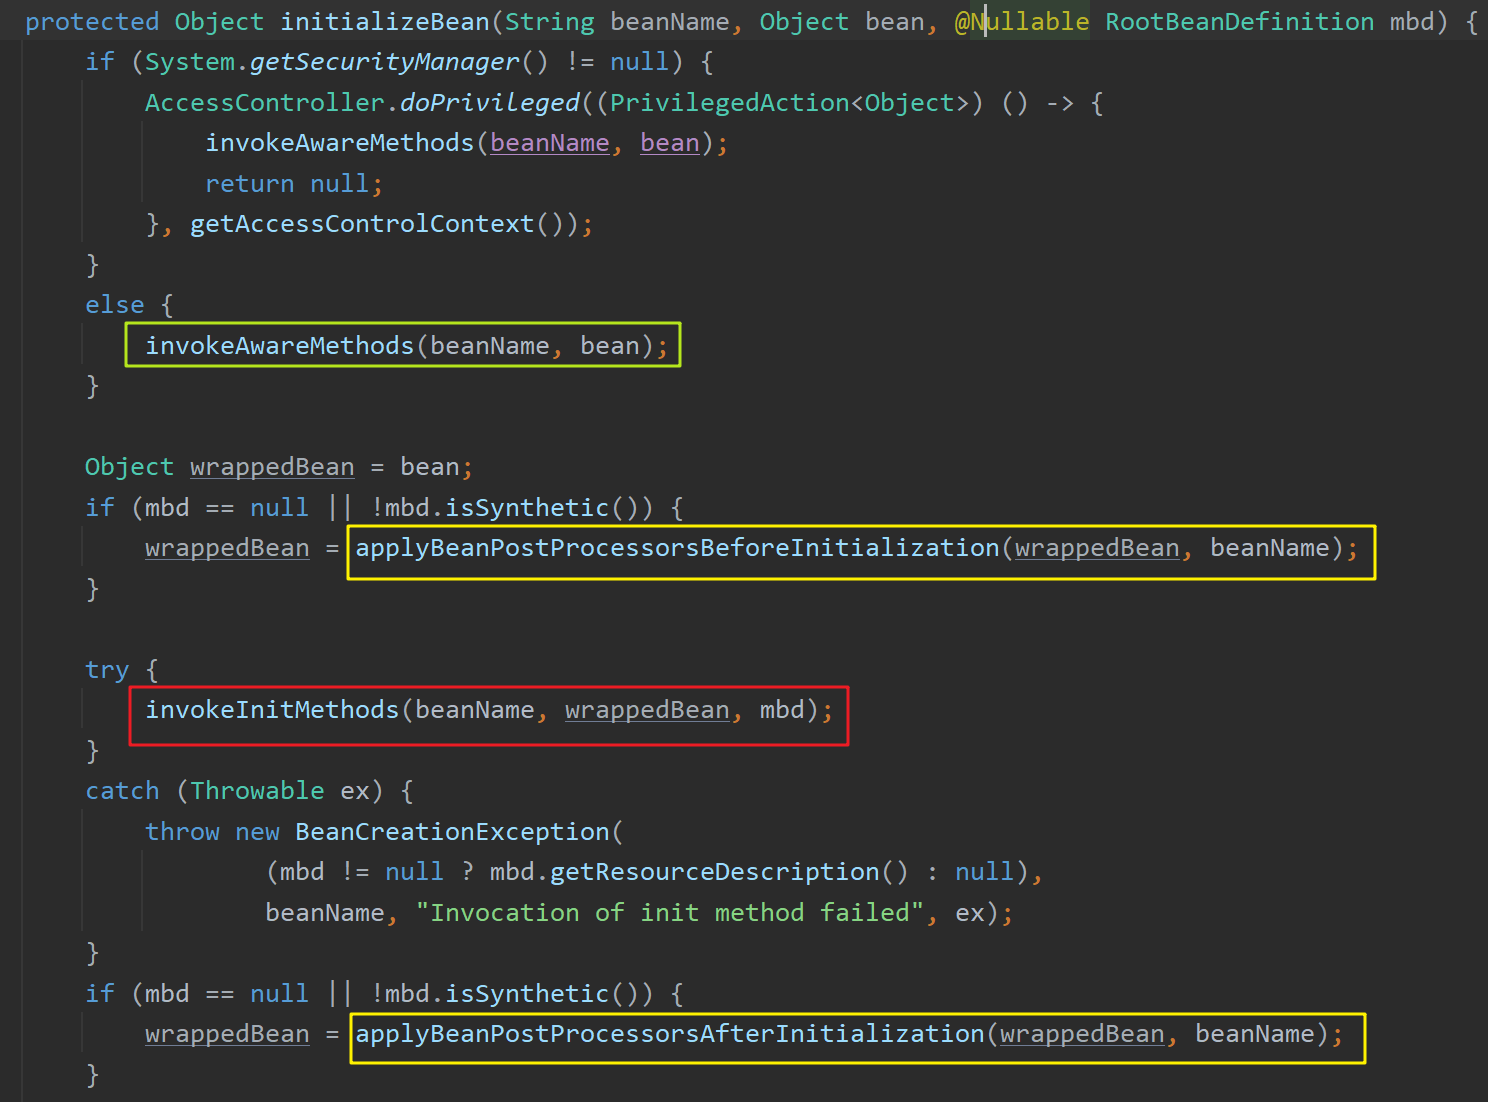 protected Object initializeBean(String beanName, Object bean, @Nullable RootBeanDefinition mbd) {
    if (System.getSecurityManager() != null) {
        AccessController.doPrivileged((PrivilegedAction<Object>) () -> {
            invokeAwareMethods(beanName, bean);
            return null;
        }, getAccessControlContext());
    }
    else {
        invokeAwareMethods(beanName, bean);
    }

    Object wrappedBean = bean;
    if (mbd == null || !mbd.isSynthetic()) {
        wrappedBean = applyBeanPostProcessorsBeforeInitialization(wrappedBean, beanName);
    }

    try {
        invokeInitMethods(beanName, wrappedBean, mbd);
    }
    catch (Throwable ex) {
        throw new BeanCreationException(
                (mbd != null ? mbd.getResourceDescription() : null),
                beanName, "Invocation of init method failed", ex);
    }
    if (mbd == null || !mbd.isSynthetic()) {
        wrappedBean = applyBeanPostProcessorsAfterInitialization(wrappedBean, beanName);
    }